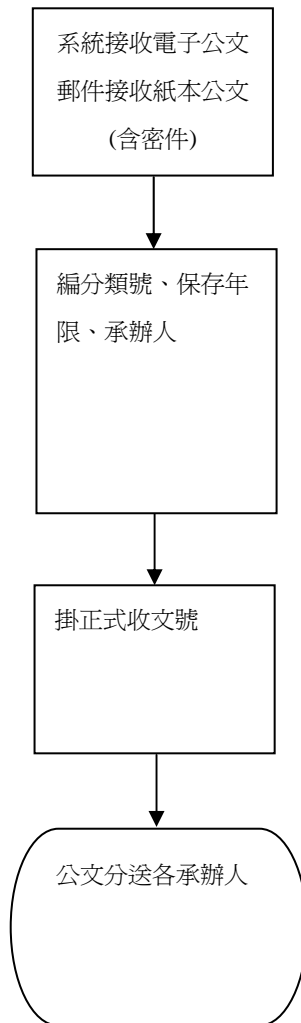 系統接收電子公文
郵件接收紙本公文
(含密件)
編分類號、保存年
限、承辦人
掛正式收文號
公文分送各承辦人